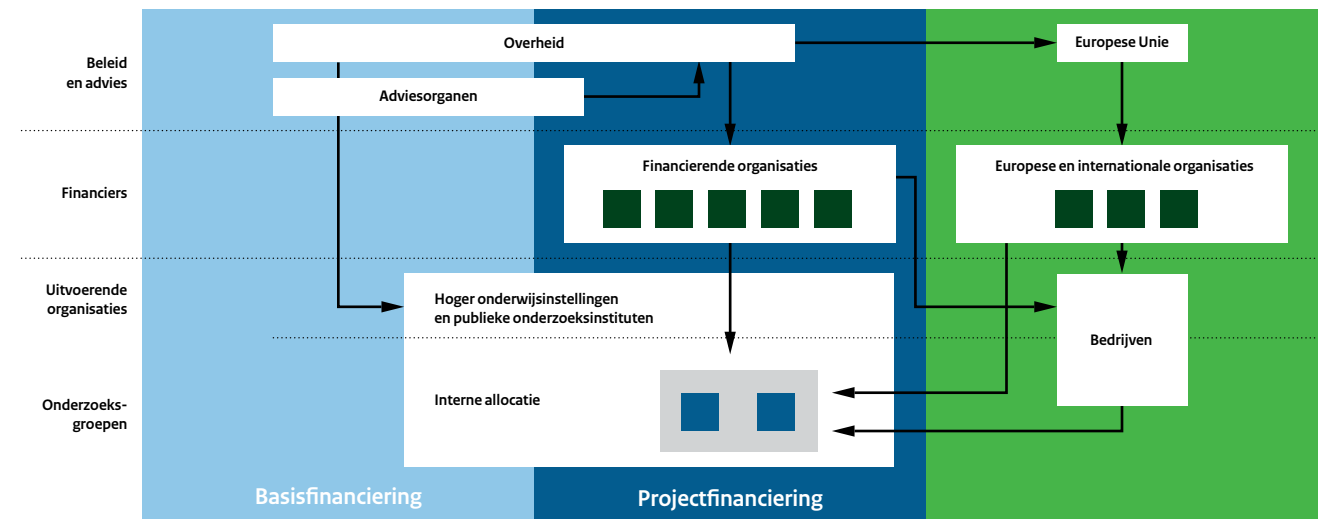 Overheid
Europese Unie
Beleid
en advies
Adviesorganen
Financierende organisaties
Europese en internationale organisaties
Financiers
Uitvoerende
organisaties
Hoger onderwijsinstellingen
en publieke onderzoeksinstituten
Bedrijven
Interne allocatie
Onderzoeks-
groepen
Basisfinanciering
Projectfinanciering